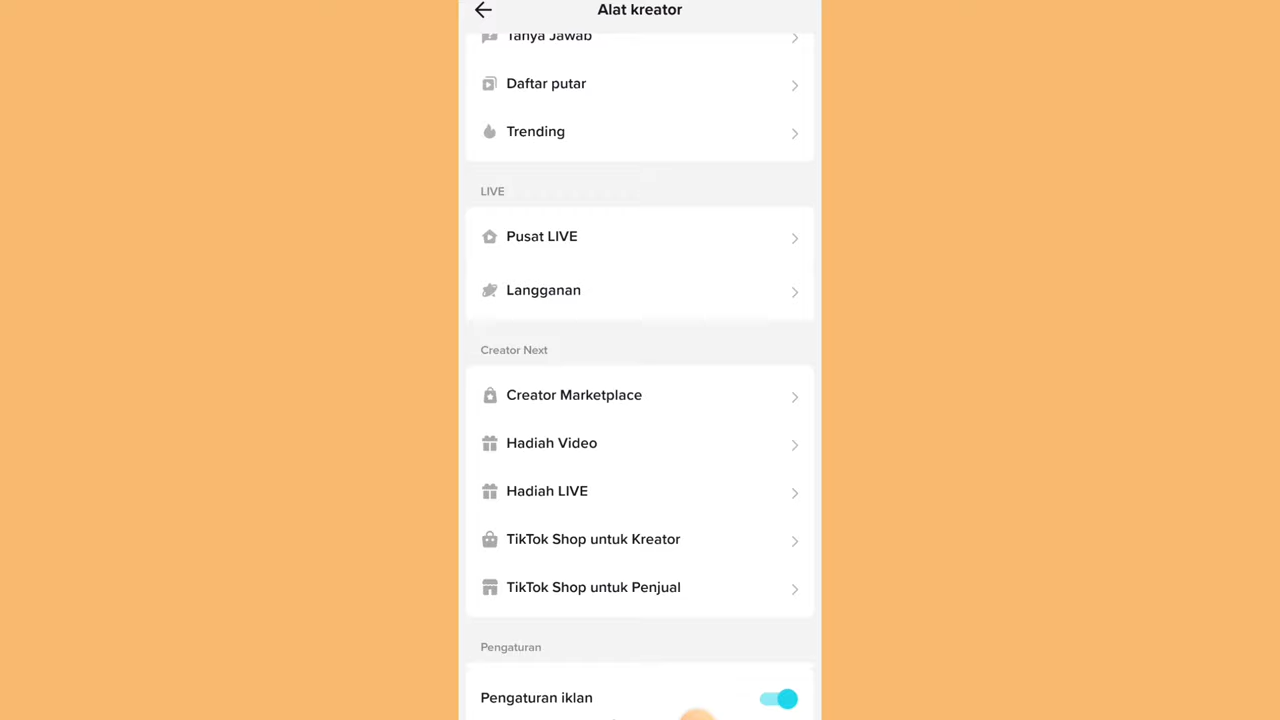 Alat kreator
Tanya Jawab
Daftar putar
Trending
LIVE
Pusat LIVE
Langganan
Creator Next
Creator Marketplace
Hadiah Video
Hadiah LIVE
TikTok Shop untuk Kreator
TikTok Shop untuk Penjual
Pengaturan
Pengaturan iklan